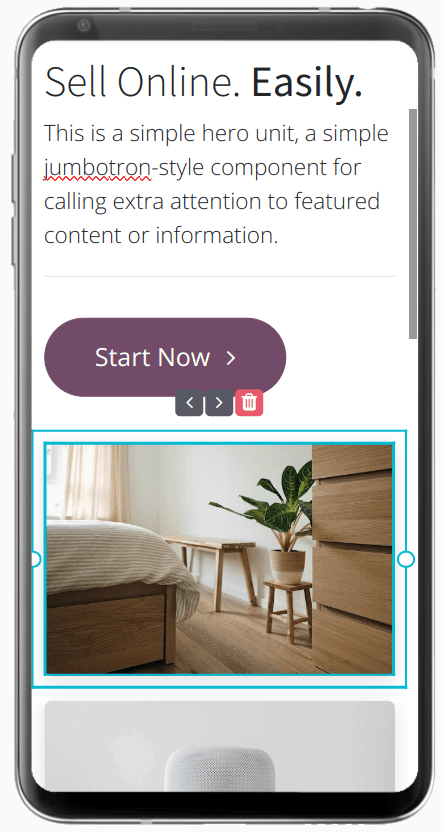 Sell Online. Easily.
This is a simple hero unit, a simple
jumbotron-style component for
calling extra attention to featured
content or information.
Start Now